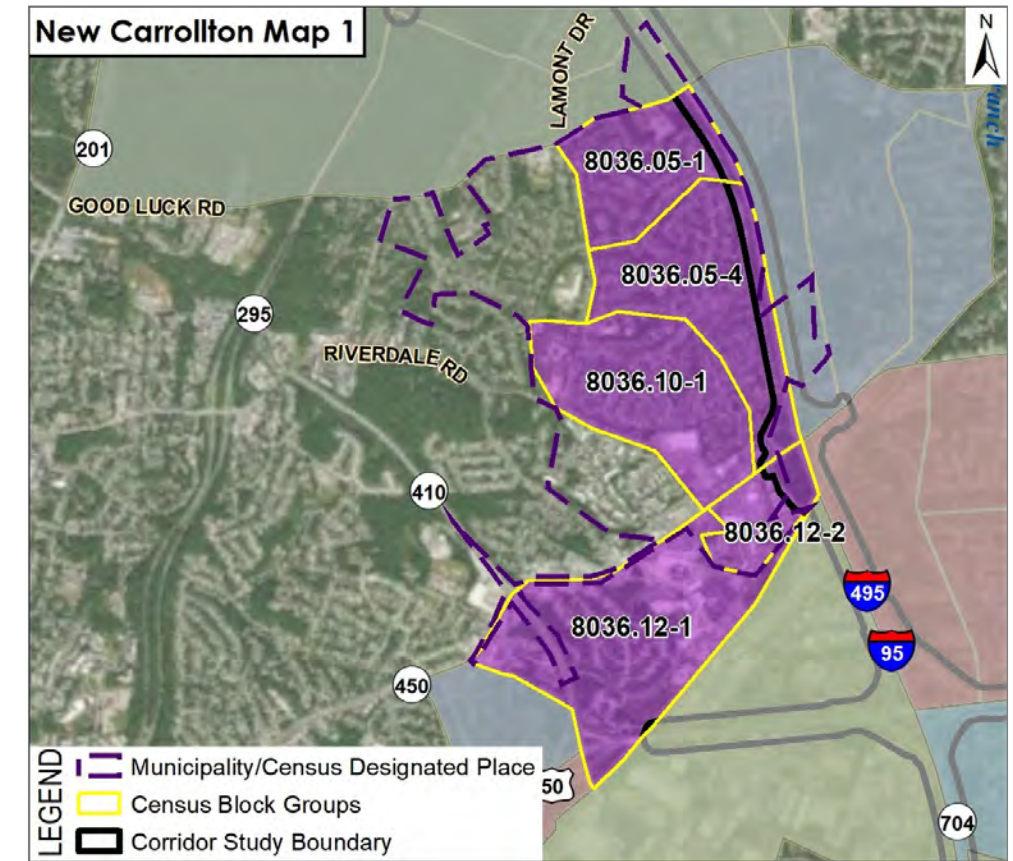 New Carrollton Map 1
N
LAMONT DR
201
8036.05-1
GOOD LUCK RD
8036.05-4
295
RIVERDALE RD
8036.10-1
410
8036.12-2
495
8036.12-1
95
450
LEGEND
Municipality/Census Designated Place
50
Census Block Groups
Corridor Study Boundary
704